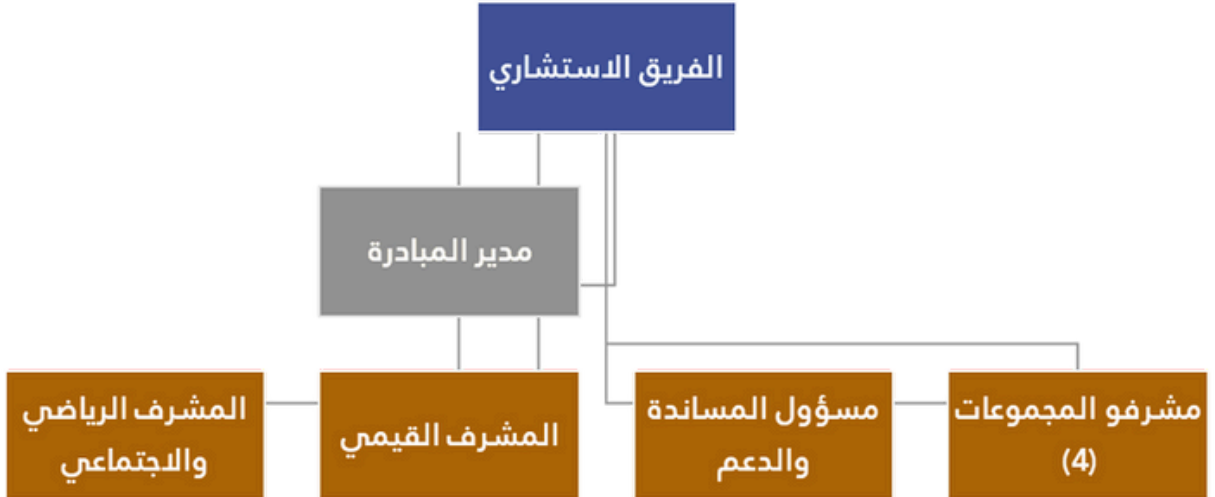 الفريق الاستشاري
مدير المبادرة
مشرفو المجموعات
(4)
مسؤول المساندة
والدعم
المشرف القيمي
المشرف الرياضي
والاجتماعي